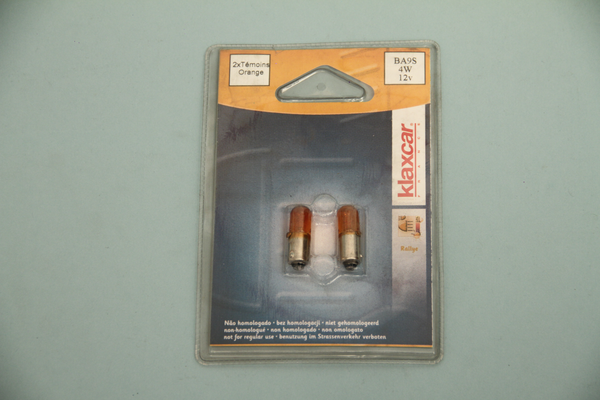 2xTémoins
Orange
BA9S
4W
12v
klaxcar
Rallye
Não homologado - bez homologacji - niet gehomologeerd
non-homologué - non homologado - non omologato
not for regular use - benutzung im Strassenverkehr verboten